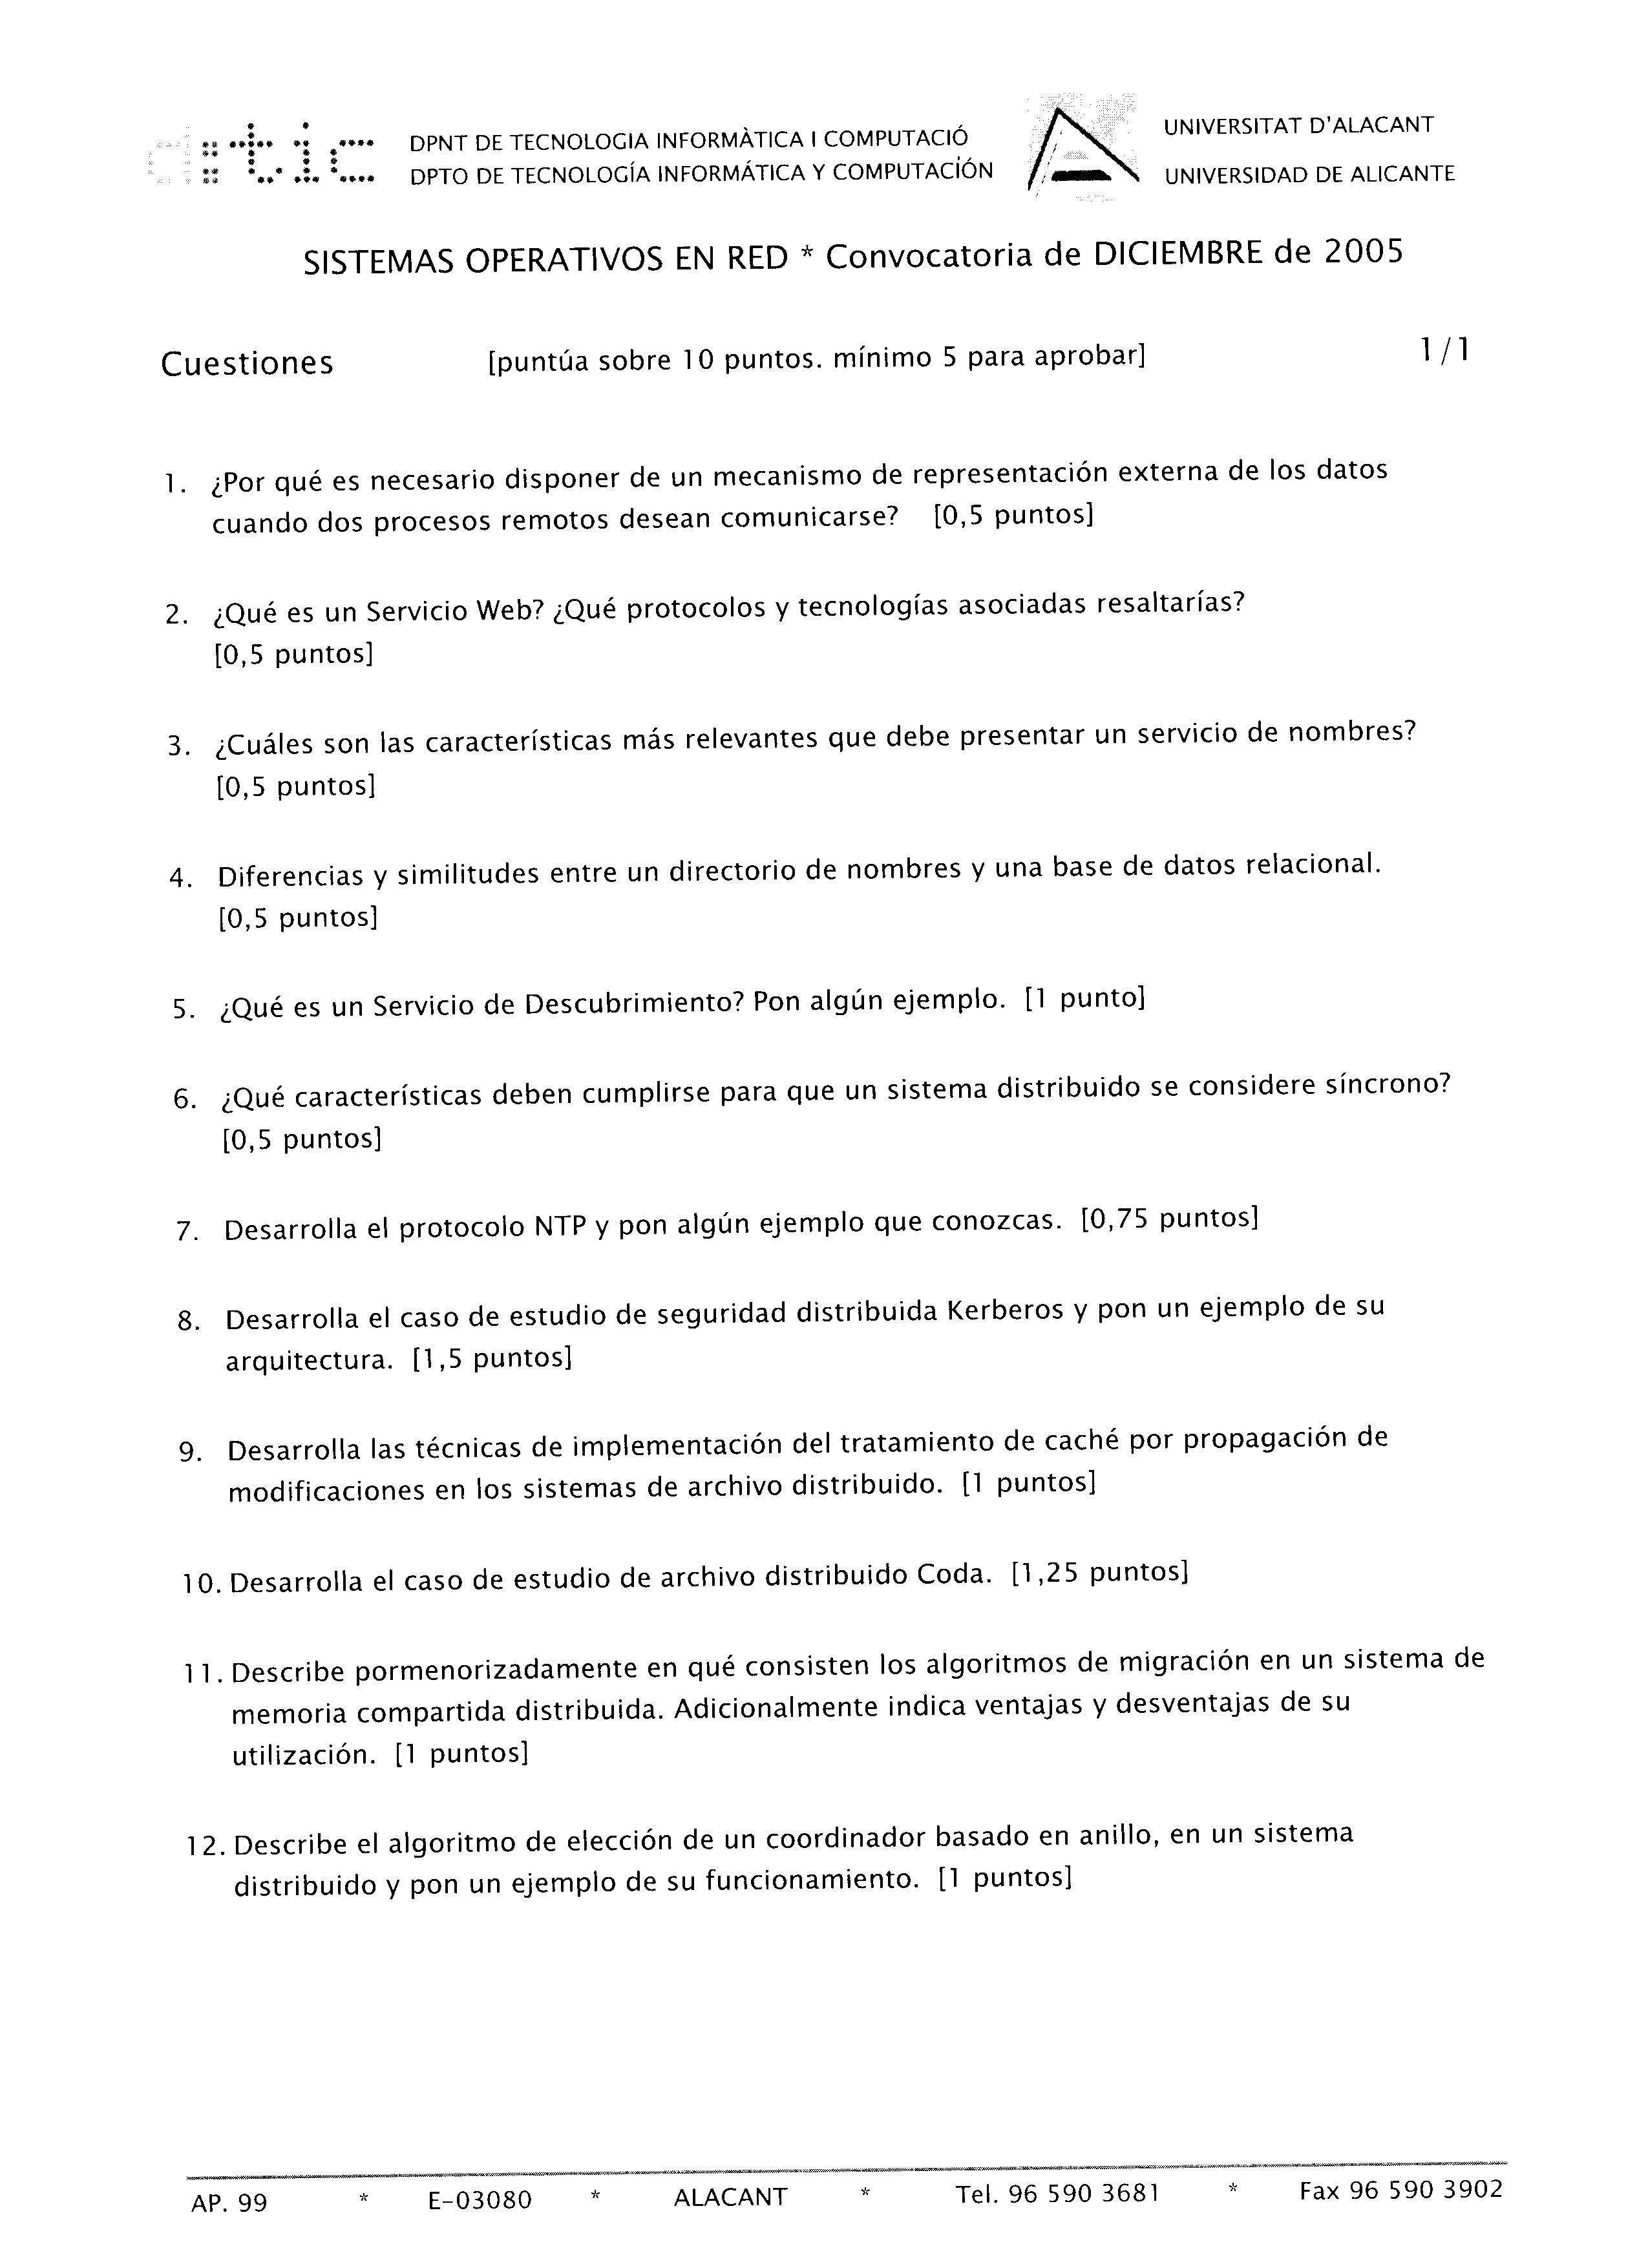 d:tic
DPNT DE TECNOLOGIA INFORMÀTICA I COMPUTACIÓ
DPTO DE TECNOLOGÍA INFORMÁTICA Y COMPUTACIÓN
UNIVERSITAT D'ALACANT
UNIVERSIDAD DE ALICANTE
SISTEMAS OPERATIVOS EN RED * Convocatoria de DICIEMBRE de 2005
Cuestiones [puntúa sobre 10 puntos. mínimo 5 para aprobar] 1/1
1. ¿Por qué es necesario disponer de un mecanismo de representación externa de los datos
cuando dos procesos remotos desean comunicarse? [0,5 puntos]
2. ¿Qué es un Servicio Web? ¿Qué protocolos y tecnologías asociadas resaltarías?
[0,5 puntos]
3. ¿Cuáles son las características más relevantes que debe presentar un servicio de nombres?
[0,5 puntos]
4. Diferencias y similitudes entre un directorio de nombres y una base de datos relacional.
[0,5 puntos]
5. ¿Qué es un Servicio de Descubrimiento? Pon algún ejemplo. [1 punto]
6. ¿Qué características deben cumplirse para que un sistema distribuido se considere síncrono?
[0,5 puntos]
7. Desarrolla el protocolo NTP y pon algún ejemplo que conozcas. [0,75 puntos]
8. Desarrolla el caso de estudio de seguridad distribuida Kerberos y pon un ejemplo de su
arquitectura. [1,5 puntos]
9. Desarrolla las técnicas de implementación del tratamiento de caché por propagación de
modificaciones en los sistemas de archivo distribuido. [1 puntos]
10. Desarrolla el caso de estudio de archivo distribuido Coda. [1,25 puntos]
11. Describe pormenorizadamente en qué consisten los algoritmos de migración en un sistema de
memoria compartida distribuida. Adicionalmente indica ventajas y desventajas de su
utilización. [1 puntos]
12. Describe el algoritmo de elección de un coordinador basado en anillo, en un sistema
distribuido y pon un ejemplo de su funcionamiento. [1 puntos]
AP. 99 * E-03080 * ALACANT * Tel. 96 590 3681 * Fax 96 590 3902